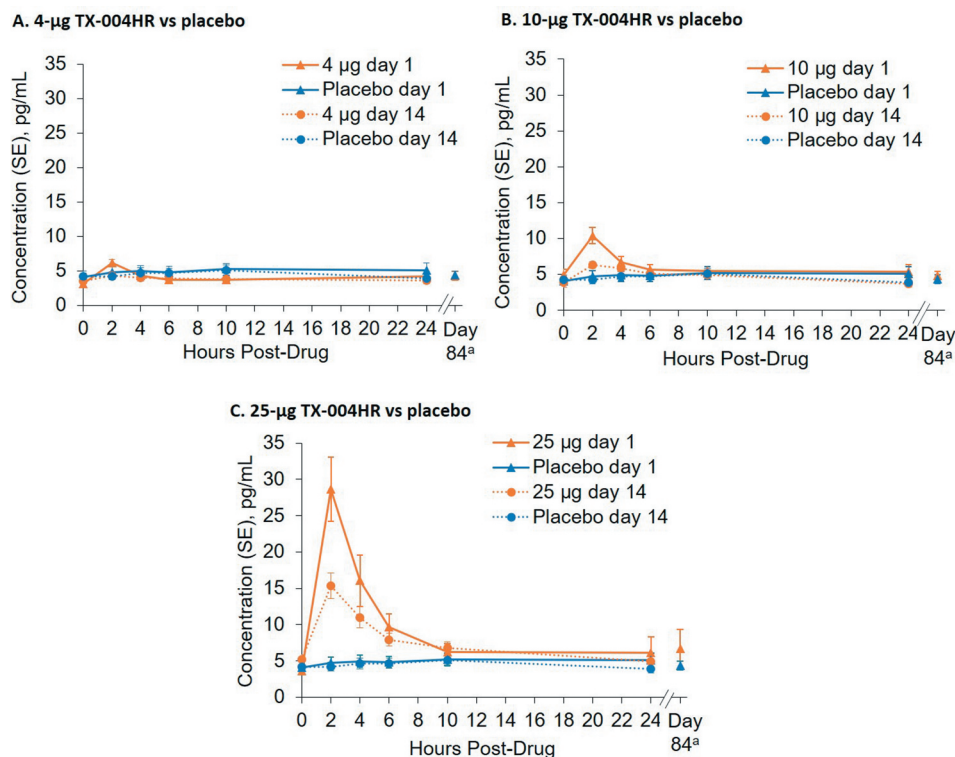 A. 4-µg TX-004HR vs placebo
Concentration (SE), pg/mL
35
30
25
20
15
10
5
0
4 µg day 1
Placebo day 1
4 µg day 14
Placebo day 14
0 2 4 6 8 10 12 14 16 18 20 22 24 Day
84ᵃ
Hours Post-Drug
B. 10-µg TX-004HR vs placebo
Concentration (SE), pg/mL
35
30
25
20
15
10
5
0
10 µg day 1
Placebo day 1
10 µg day 14
Placebo day 14
0 2 4 6 8 10 12 14 16 18 20 22 24 Day
84ᵃ
Hours Post-Drug
C. 25-µg TX-004HR vs placebo
Concentration (SE), pg/mL
35
30
25
20
15
10
5
0
25 µg day 1
Placebo day 1
25 µg day 14
Placebo day 14
0 2 4 6 8 10 12 14 16 18 20 22 24 Day
84ᵃ
Hours Post-Drug